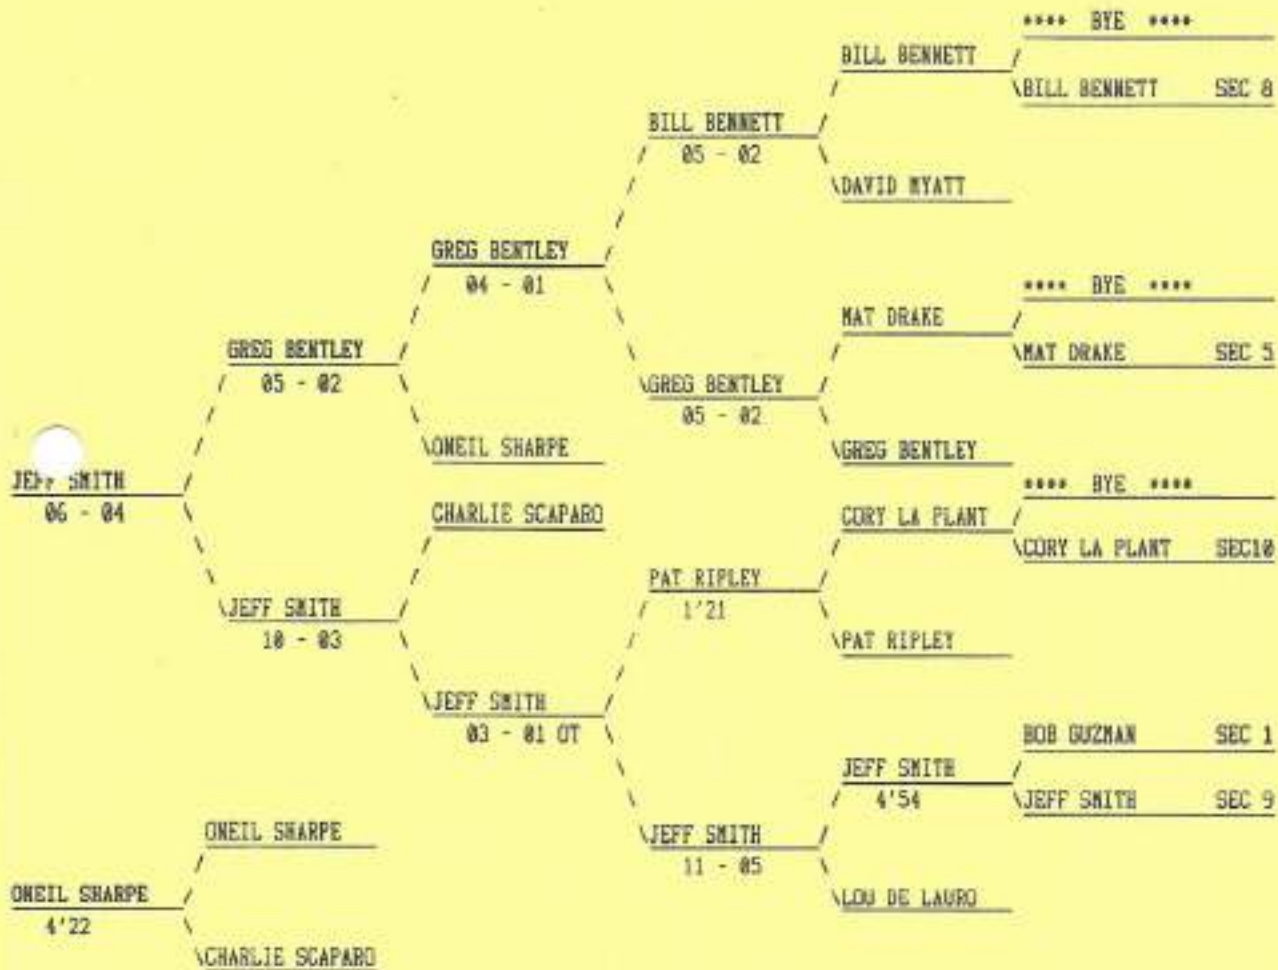 **** BYE ****
BILL BENNETT
BILL BENNETT SEC 8
BILL BENNETT
05 - 02
DAVID MYATT
GREG BENTLEY
04 - 01
**** BYE ****
MAT DRAKE
MAT DRAKE SEC 5
GREG BENTLEY
05 - 02
GREG BENTLEY
05 - 02
ONEIL SHARPE
GREG BENTLEY
JEFF SMITH
06 - 04
**** BYE ****
CHARLIE SCAPARO
CORY LA PLANT
CORY LA PLANT SEC10
PAT RIPLEY
1'21
JEFF SMITH
10 - 03
PAT RIPLEY
JEFF SMITH
03 - 01 OT
BOB GUZMAN SEC 1
JEFF SMITH
4'54
JEFF SMITH SEC 9
ONEIL SHARPE
JEFF SMITH
11 - 05
ONEIL SHARPE
4'22
LOU DE LAURO
CHARLIE SCAPARO